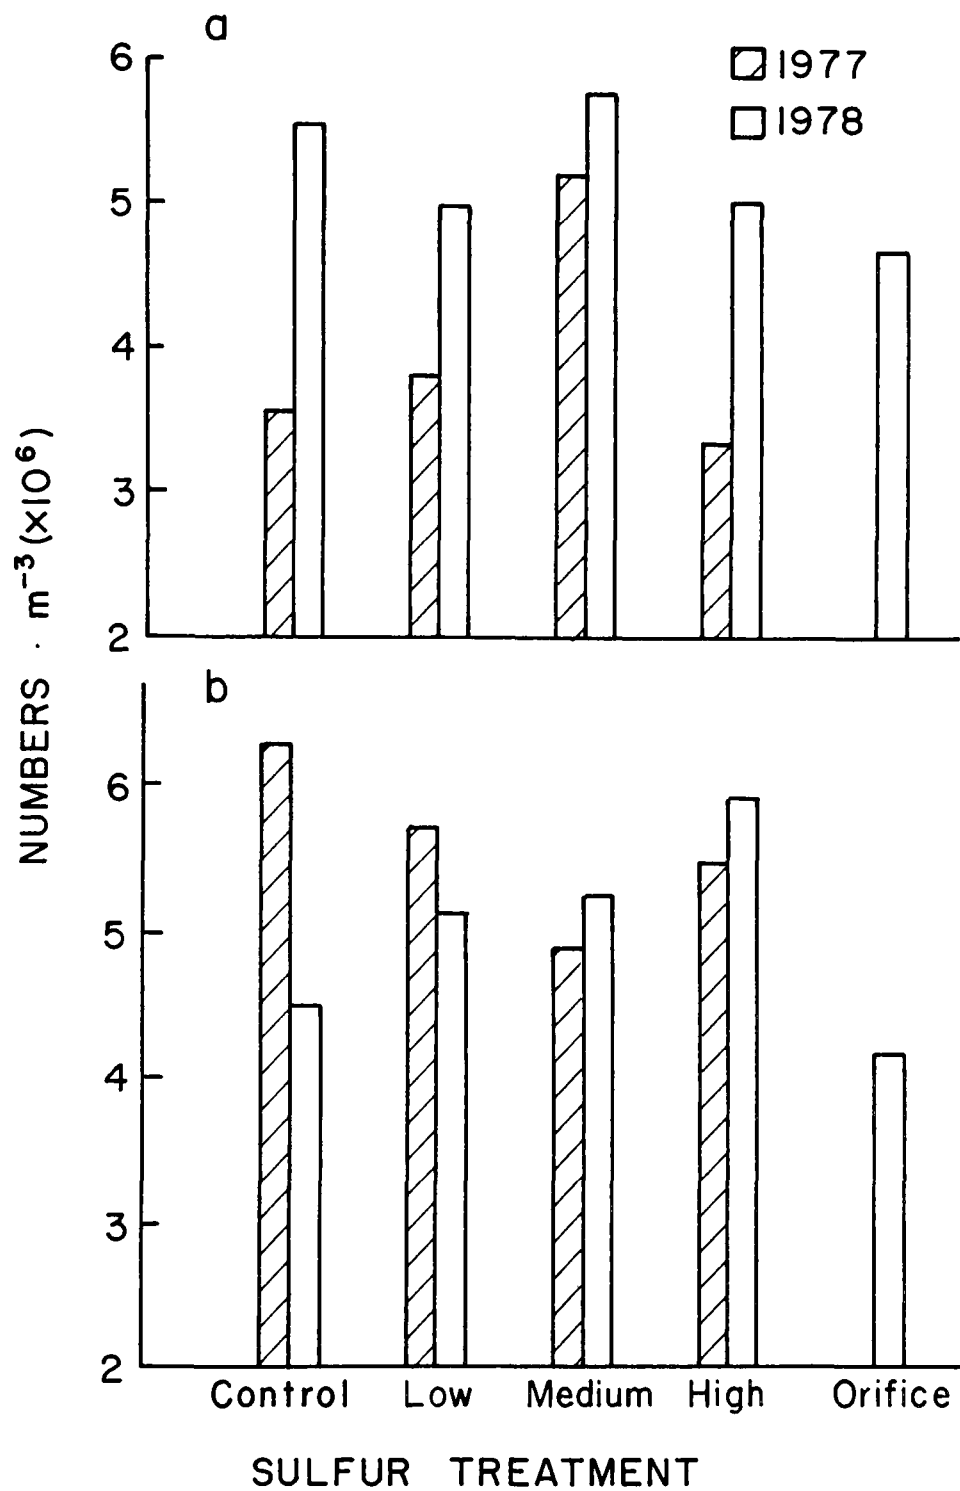 a
1977
1978
6
5
4
3
2
NUMBERS · m⁻³(x10⁶)
b
6
5
4
3
2
Control Low Medium High Orifice
SULFUR TREATMENT